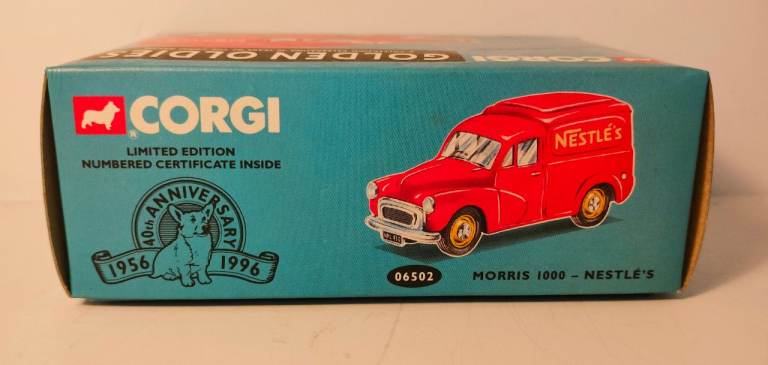 GOLDEN OLDIES
CORGI
CORGI
LIMITED EDITION
NUMBERED CERTIFICATE INSIDE
40th ANNIVERSARY
1956 1996
NESTLÉ'S
06502
MORRIS 1000 – NESTLÉ'S